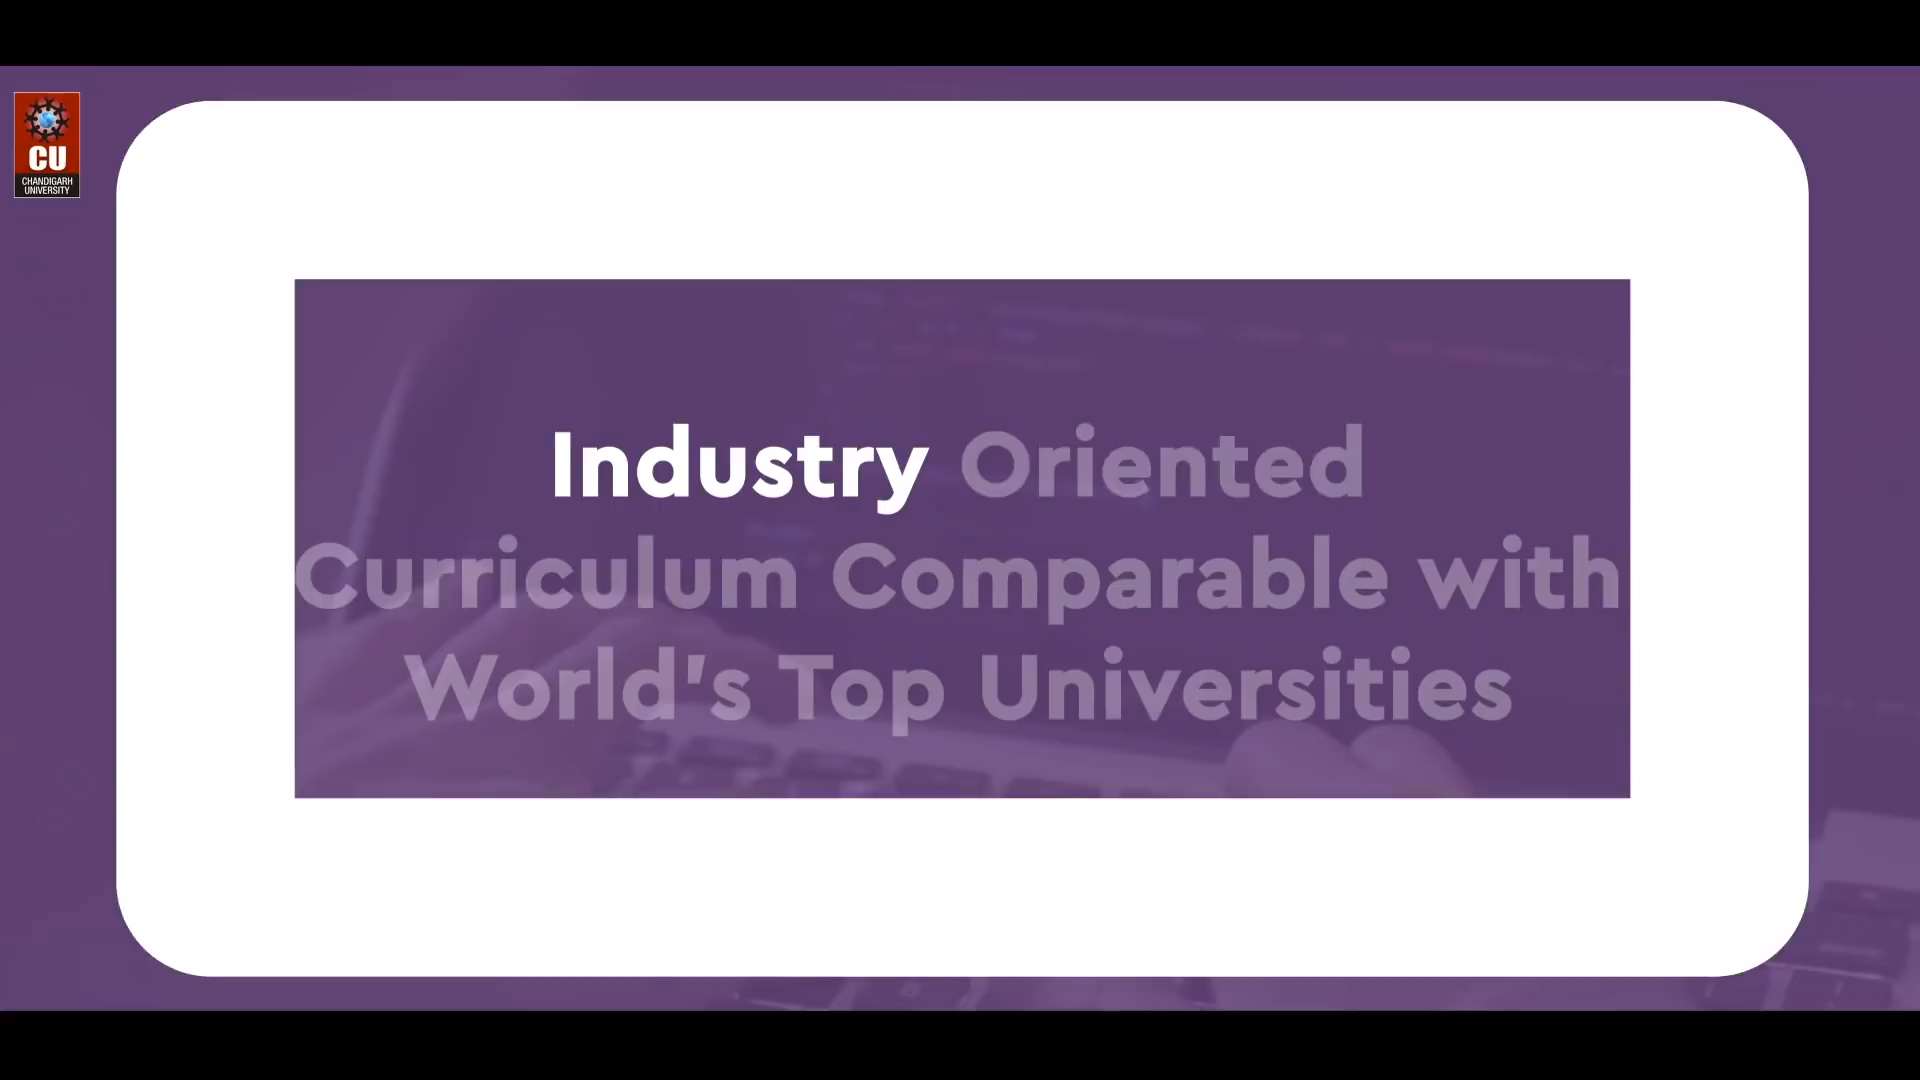 CU
CHANDIGARH
UNIVERSITY
Industry Oriented
Curriculum Comparable with
World's Top Universities